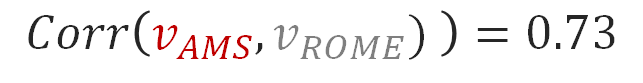 Corr(v_AMS, v_ROME) ) = 0.73